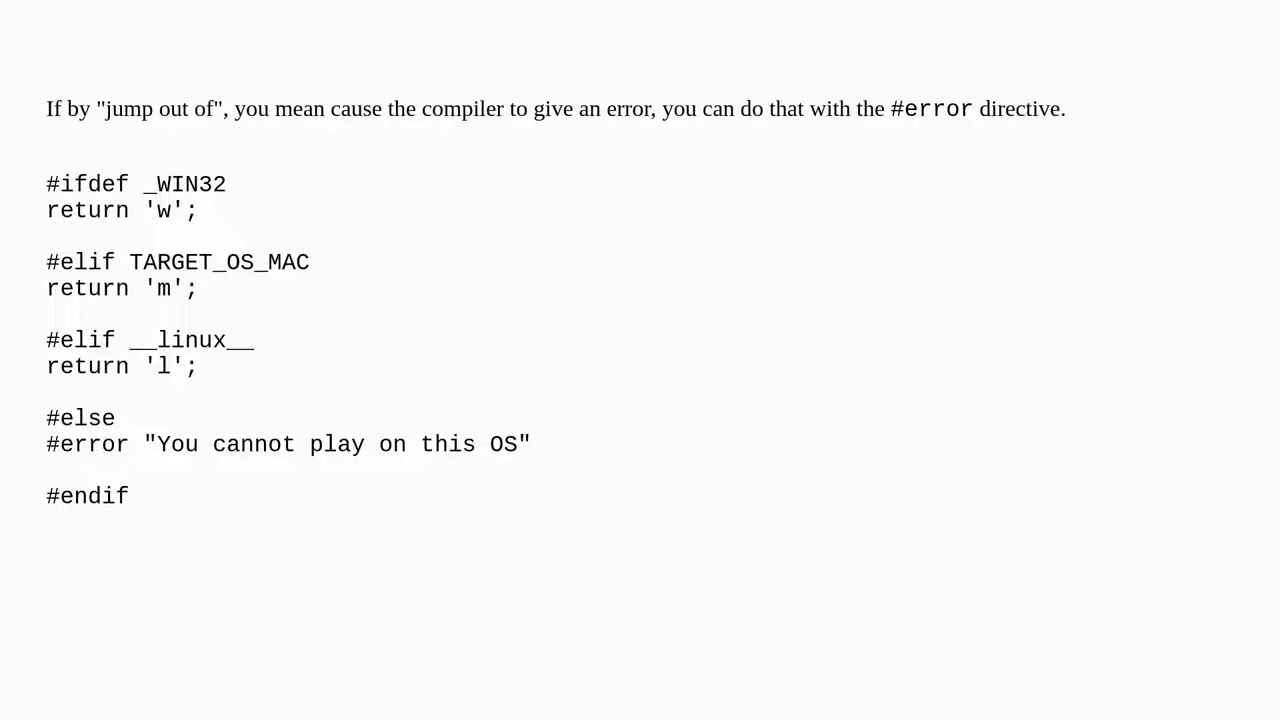 If by "jump out of", you mean cause the compiler to give an error, you can do that with the #error directive.
#ifdef _WIN32
return 'w';
#elif TARGET_OS_MAC
return 'm';
#elif __linux__
return 'l';
#else
#error "You cannot play on this OS"
#endif